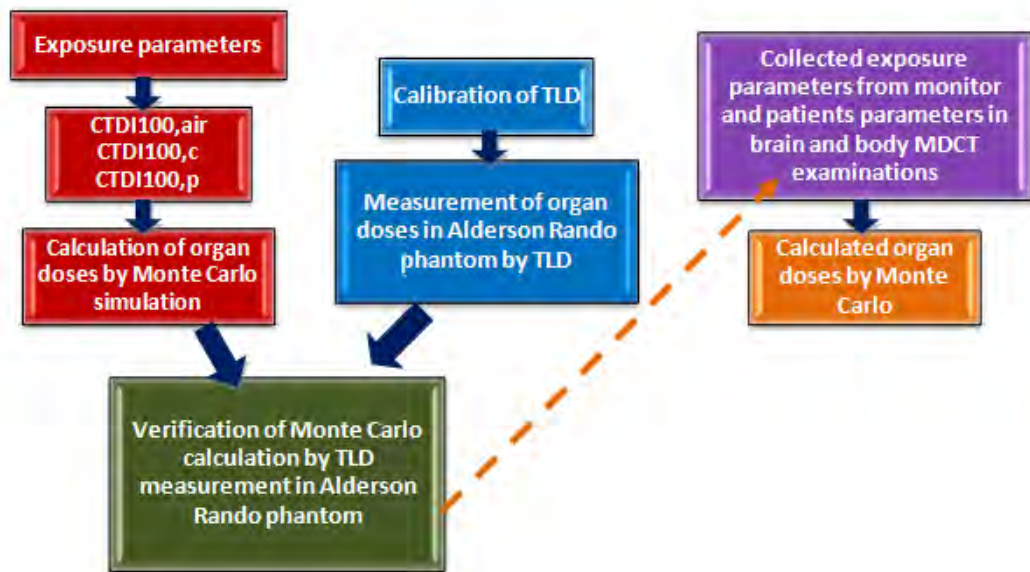 Exposure parameters
CTDI100,air
CTDI100,c
CTDI100,p
Calculation of organ
doses by Monte Carlo
simulation
Calibration of TLD
Measurement of organ
doses in Alderson Rando
phantom by TLD
Verification of Monte Carlo
calculation by TLD
measurement in Alderson
Rando phantom
Collected exposure
parameters from monitor
and patients parameters in
brain and body MDCT
examinations
Calculated organ
doses by Monte
Carlo